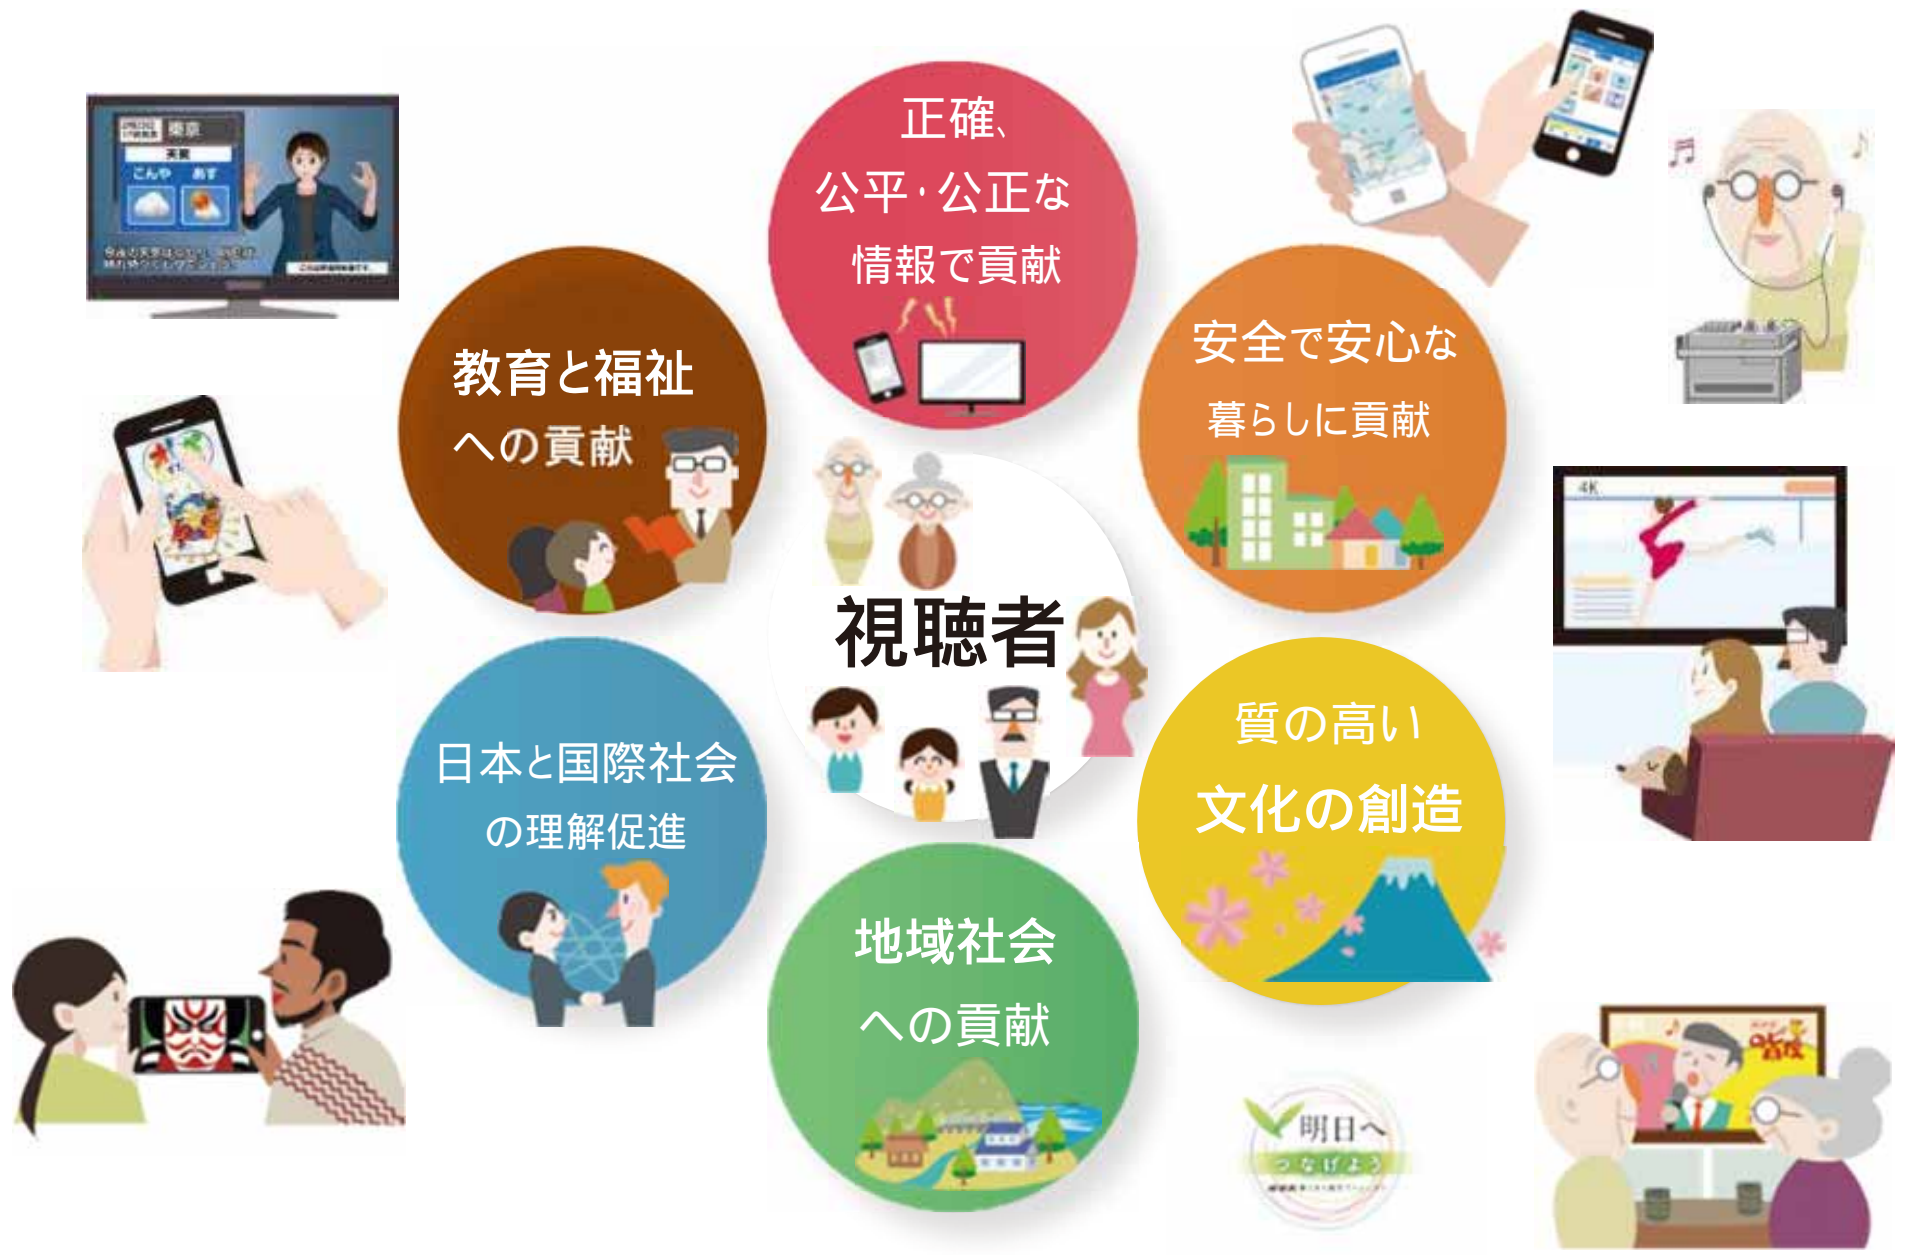 正確、
公平・公正な
情報で貢献
教育と福祉
への貢献
安全で安心な
暮らしに貢献
視聴者
日本と国際社会
の理解促進
質の高い
文化の創造
地域社会
への貢献
東京
天気
こんや あす
4K
明日へ
つなげよう